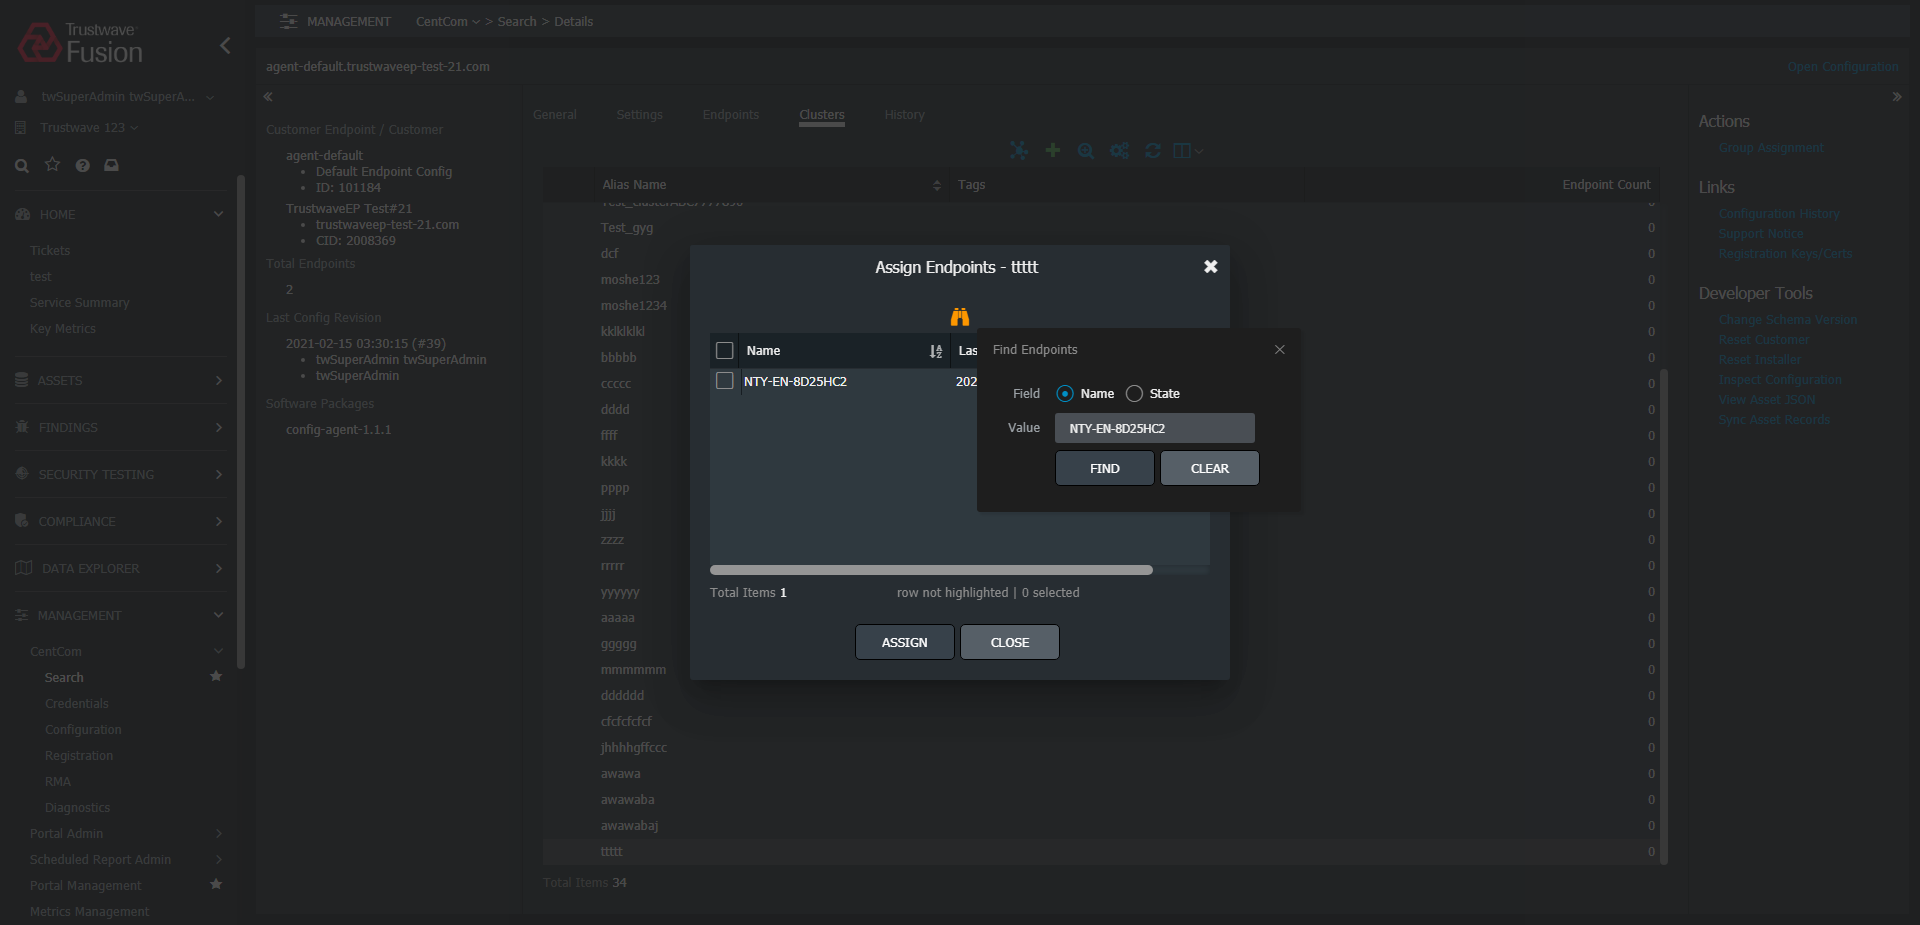 Trustwave
Fusion
MANAGEMENT CentCom > Search > Details
agent-default.trustwaveep-test-21.com
Open Configuration
twSuperAdmin twSuperA...
Trustwave 123
HOME
Tickets
test
Service Summary
Key Metrics
ASSETS
FINDINGS
SECURITY TESTING
COMPLIANCE
DATA EXPLORER
MANAGEMENT
CentCom
Search
Credentials
Configuration
Registration
RMA
Diagnostics
Portal Admin
Scheduled Report Admin
Portal Management
Metrics Management
Customer Endpoint / Customer
agent-default
• Default Endpoint Config
• ID: 101184
TrustwaveEP Test#21
• trustwaveep-test-21.com
• CID: 2008369
Total Endpoints
2
Last Config Revision
2021-02-15 03:30:15 (#39)
• twSuperAdmin twSuperAdmin
• twSuperAdmin
Software Packages
config-agent-1.1.1
General Settings Endpoints Clusters History
Alias Name Tags Endpoint Count
Test_gyg 0
dcf 0
moshe123 0
moshe1234 0
kklklklkl 0
bbbbb 0
ccccc 0
dddd 0
ffff 0
kkkk 0
pppp 0
jjjj 0
zzzz 0
rrrrr 0
yyyyyy 0
aaaaa 0
ggggg 0
mmmmmm 0
dddddd 0
cfcfcfcfcf 0
jhhhhgffccc 0
awawa 0
awawaba 0
awawabaj 0
ttttt 0
Total Items 34
Assign Endpoints - ttttt
Name Las
NTY-EN-8D25HC2 202
Total Items 1 row not highlighted | 0 selected
ASSIGN CLOSE
Find Endpoints
Field Name State
Value NTY-EN-8D25HC2
FIND CLEAR
Actions
Group Assignment
Links
Configuration History
Support Notice
Registration Keys/Certs
Developer Tools
Change Schema Version
Reset Customer
Reset Installer
Inspect Configuration
View Asset JSON
Sync Asset Records